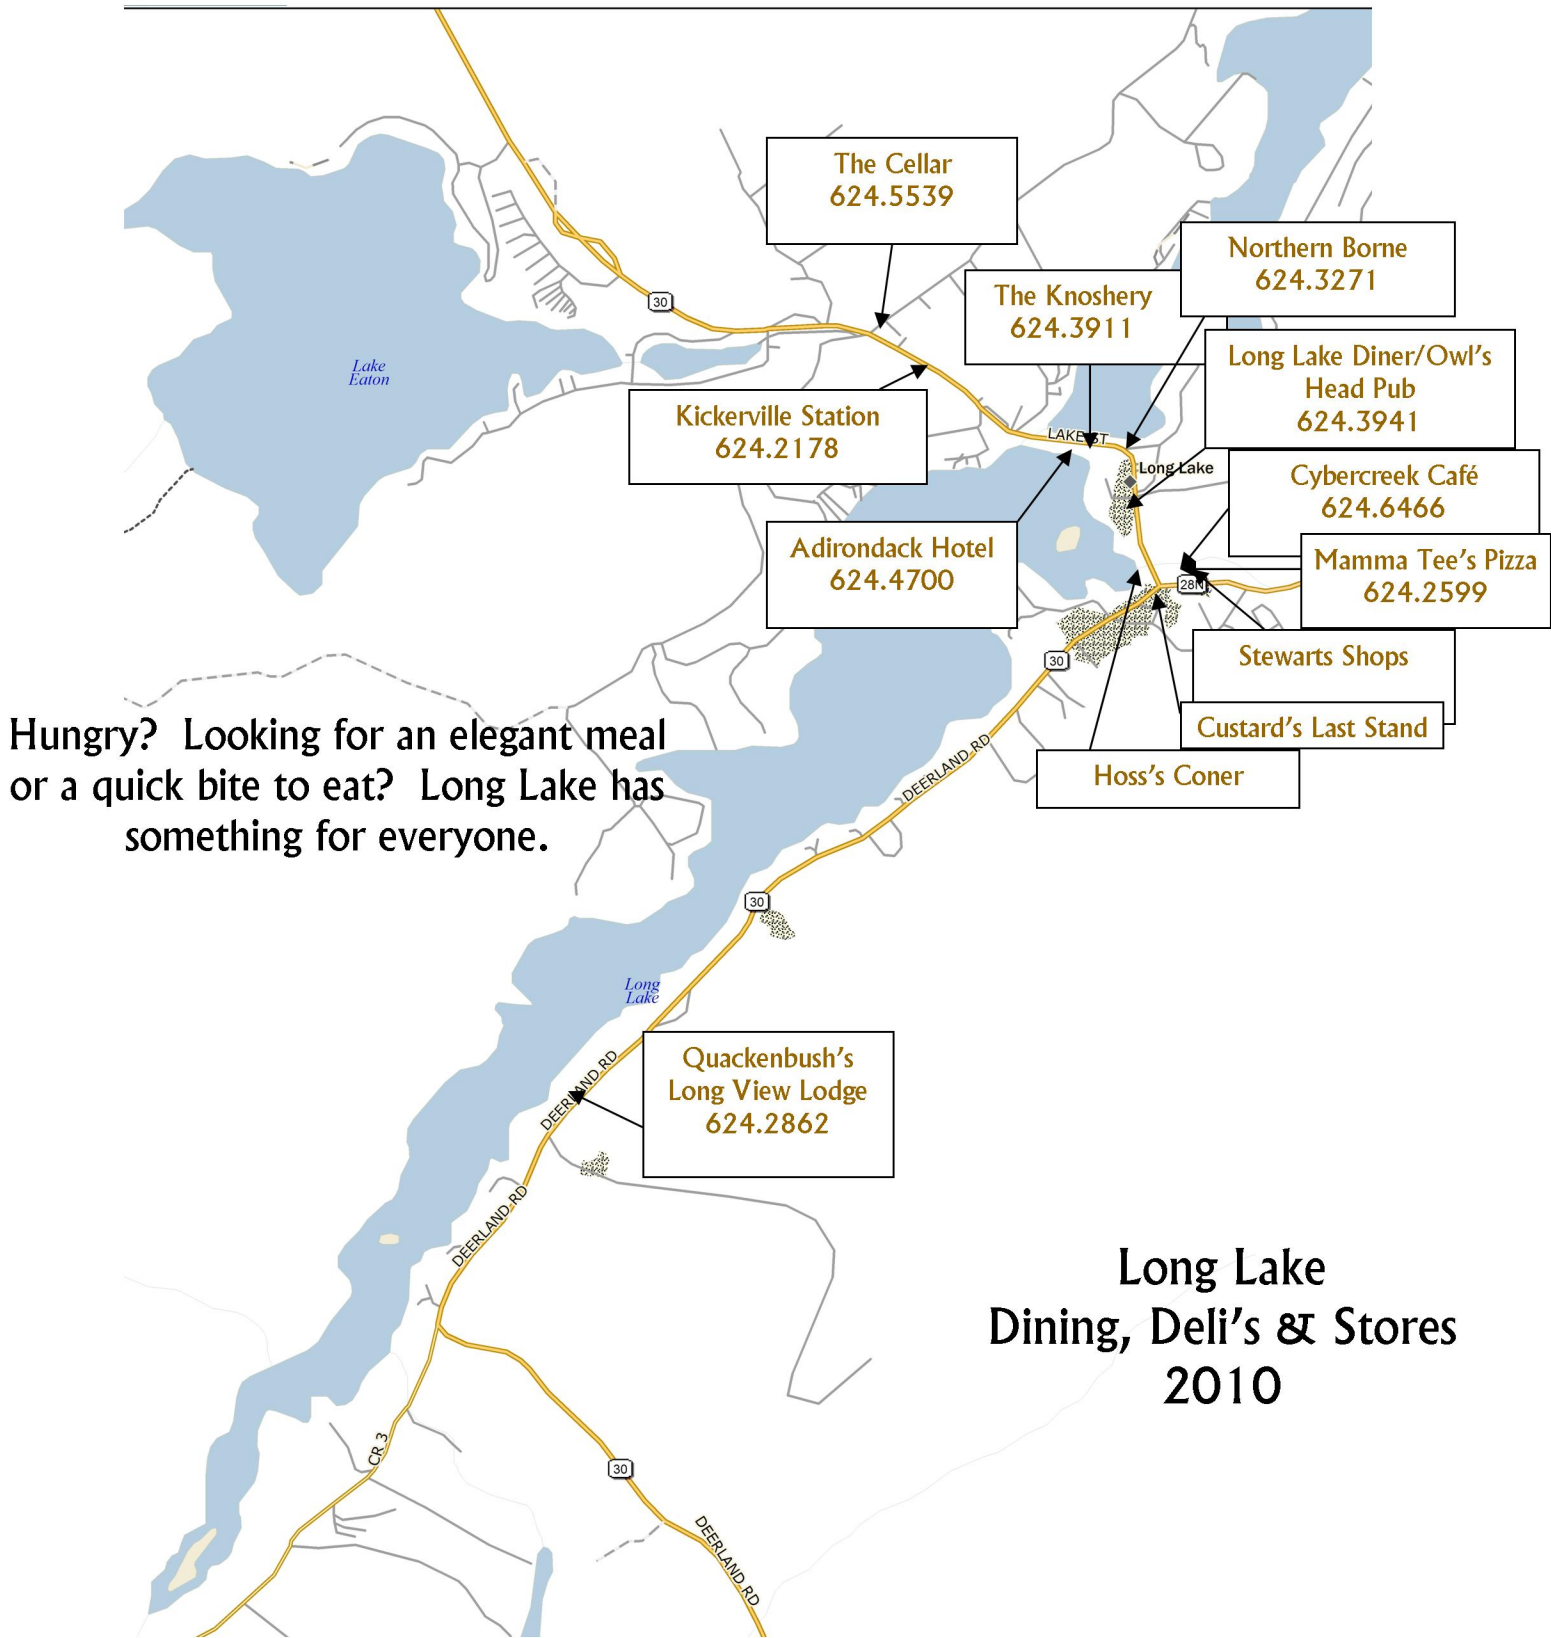 The Cellar
624.5539
Northern Borne
624.3271
The Knoshery
624.3911
30
Long Lake Diner/Owl's
Head Pub
624.3941
Lake
Eaton
Kickerville Station
624.2178
LAKE ST
Long Lake
Cybercreek Café
624.6466
Adirondack Hotel
624.4700
Mamma Tee's Pizza
624.2599
28N
30
Stewarts Shops
Custard's Last Stand
Hoss's Coner
DEERLAND RD
Hungry? Looking for an elegant meal
or a quick bite to eat? Long Lake has
something for everyone.
30
Long
Lake
DEERLAND RD
Quackenbush's
Long View Lodge
624.2862
DEERLAND RD
Long Lake
Dining, Deli's & Stores
2010
CR 3
30
DEERLAND RD